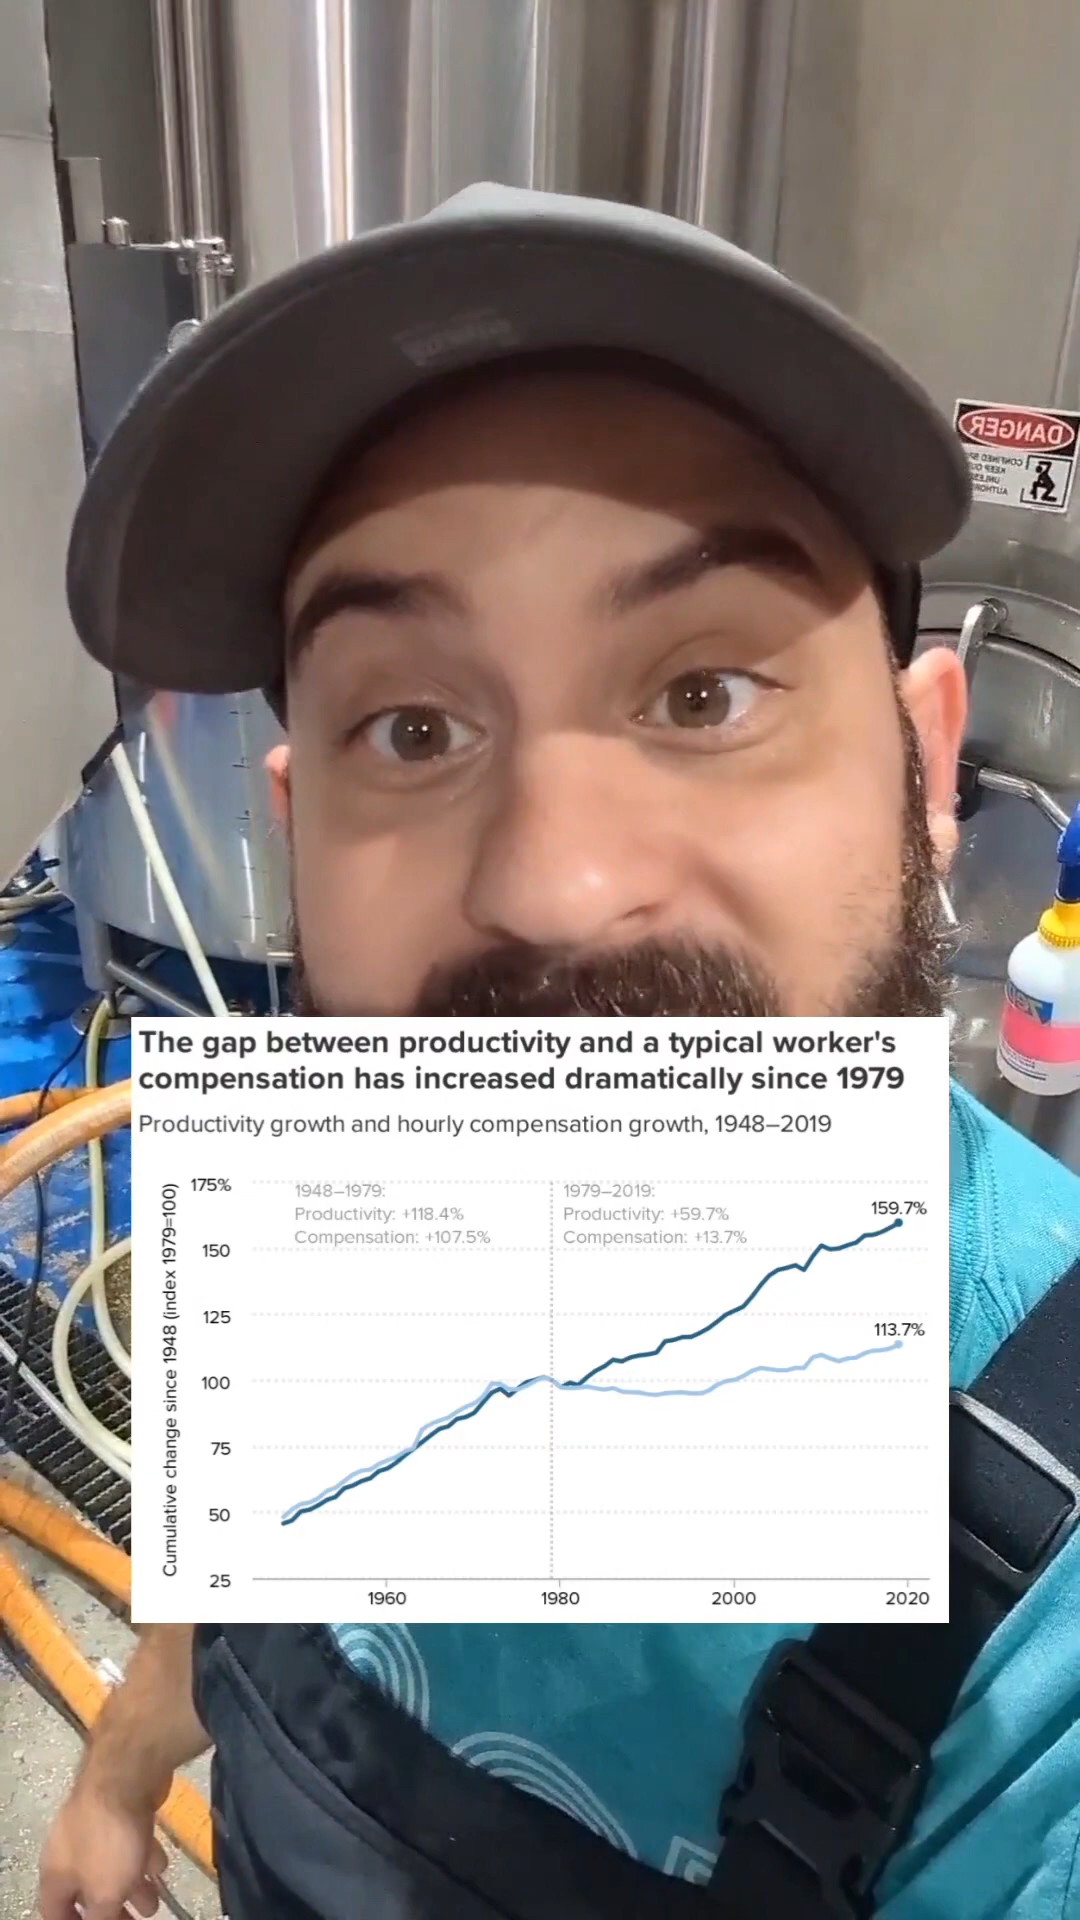 DANGER
CONFINED
KEEP
UNLESS
The gap between productivity and a typical worker's
compensation has increased dramatically since 1979
Productivity growth and hourly compensation growth, 1948–2019
Cumulative change since 1948 (index 1979=100)
175%
150
125
100
75
50
25
1948–1979:
Productivity: +118.4%
Compensation: +107.5%
1979–2019:
Productivity: +59.7%
Compensation: +13.7%
159.7%
113.7%
1960
1980
2000
2020